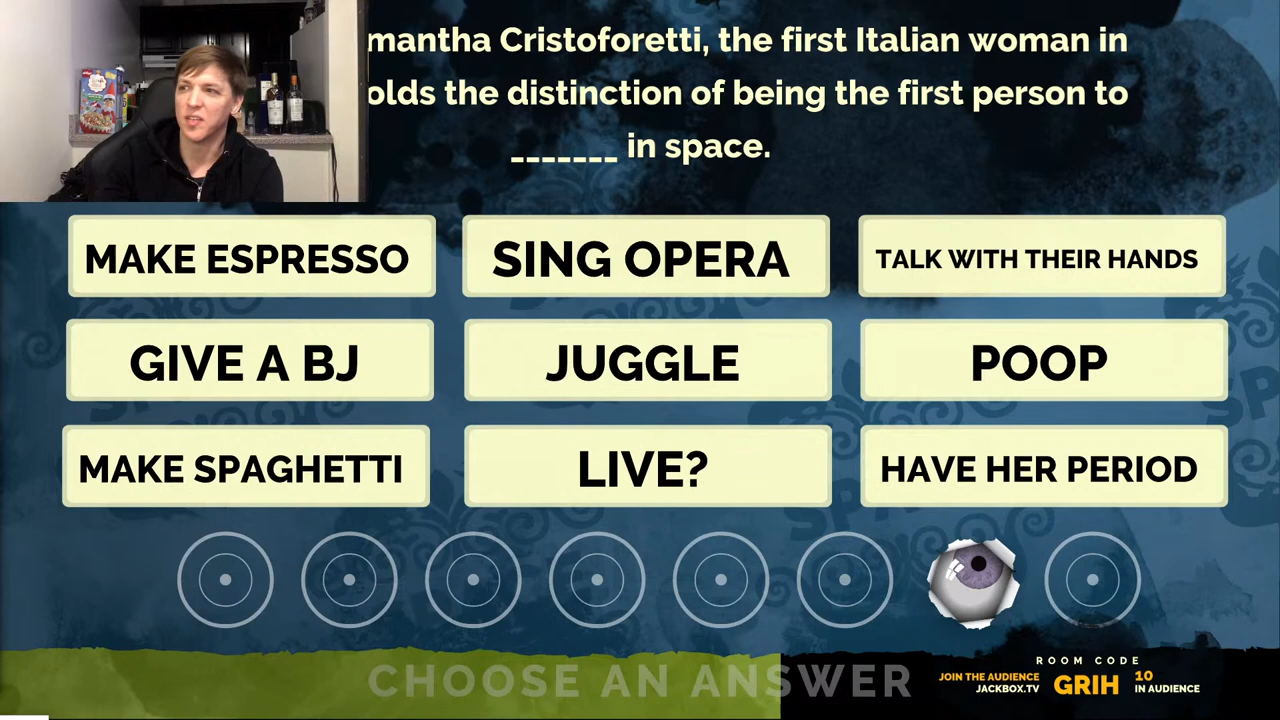 mantha Cristoforetti, the first Italian woman in
olds the distinction of being the first person to
_______ in space.
MAKE ESPRESSO
SING OPERA
TALK WITH THEIR HANDS
GIVE A BJ
JUGGLE
POOP
MAKE SPAGHETTI
LIVE?
HAVE HER PERIOD
CHOOSE AN ANSWER
ROOM CODE
JOIN THE AUDIENCE
JACKBOX.TV
GRIH
10
IN AUDIENCE